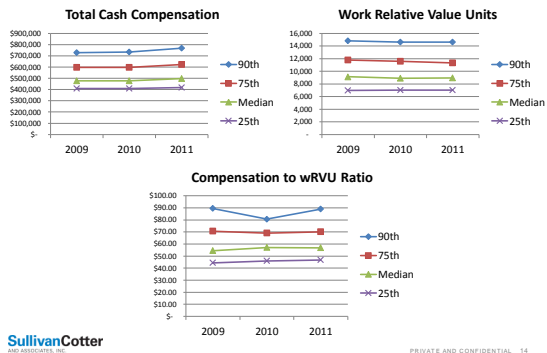 Total Cash Compensation
$900,000
$800,000
$700,000
$600,000
$500,000
$400,000
$300,000
$200,000
$100,000
$-
2009 2010 2011
90th
75th
Median
25th
Work Relative Value Units
16,000
14,000
12,000
10,000
8,000
6,000
4,000
2,000
-
2009 2010 2011
90th
75th
Median
25th
Compensation to wRVU Ratio
$100.00
$90.00
$80.00
$70.00
$60.00
$50.00
$40.00
$30.00
$20.00
$10.00
$-
2009 2010 2011
90th
75th
Median
25th
SullivanCotter
AND ASSOCIATES, INC.
PRIVATE AND CONFIDENTIAL 14